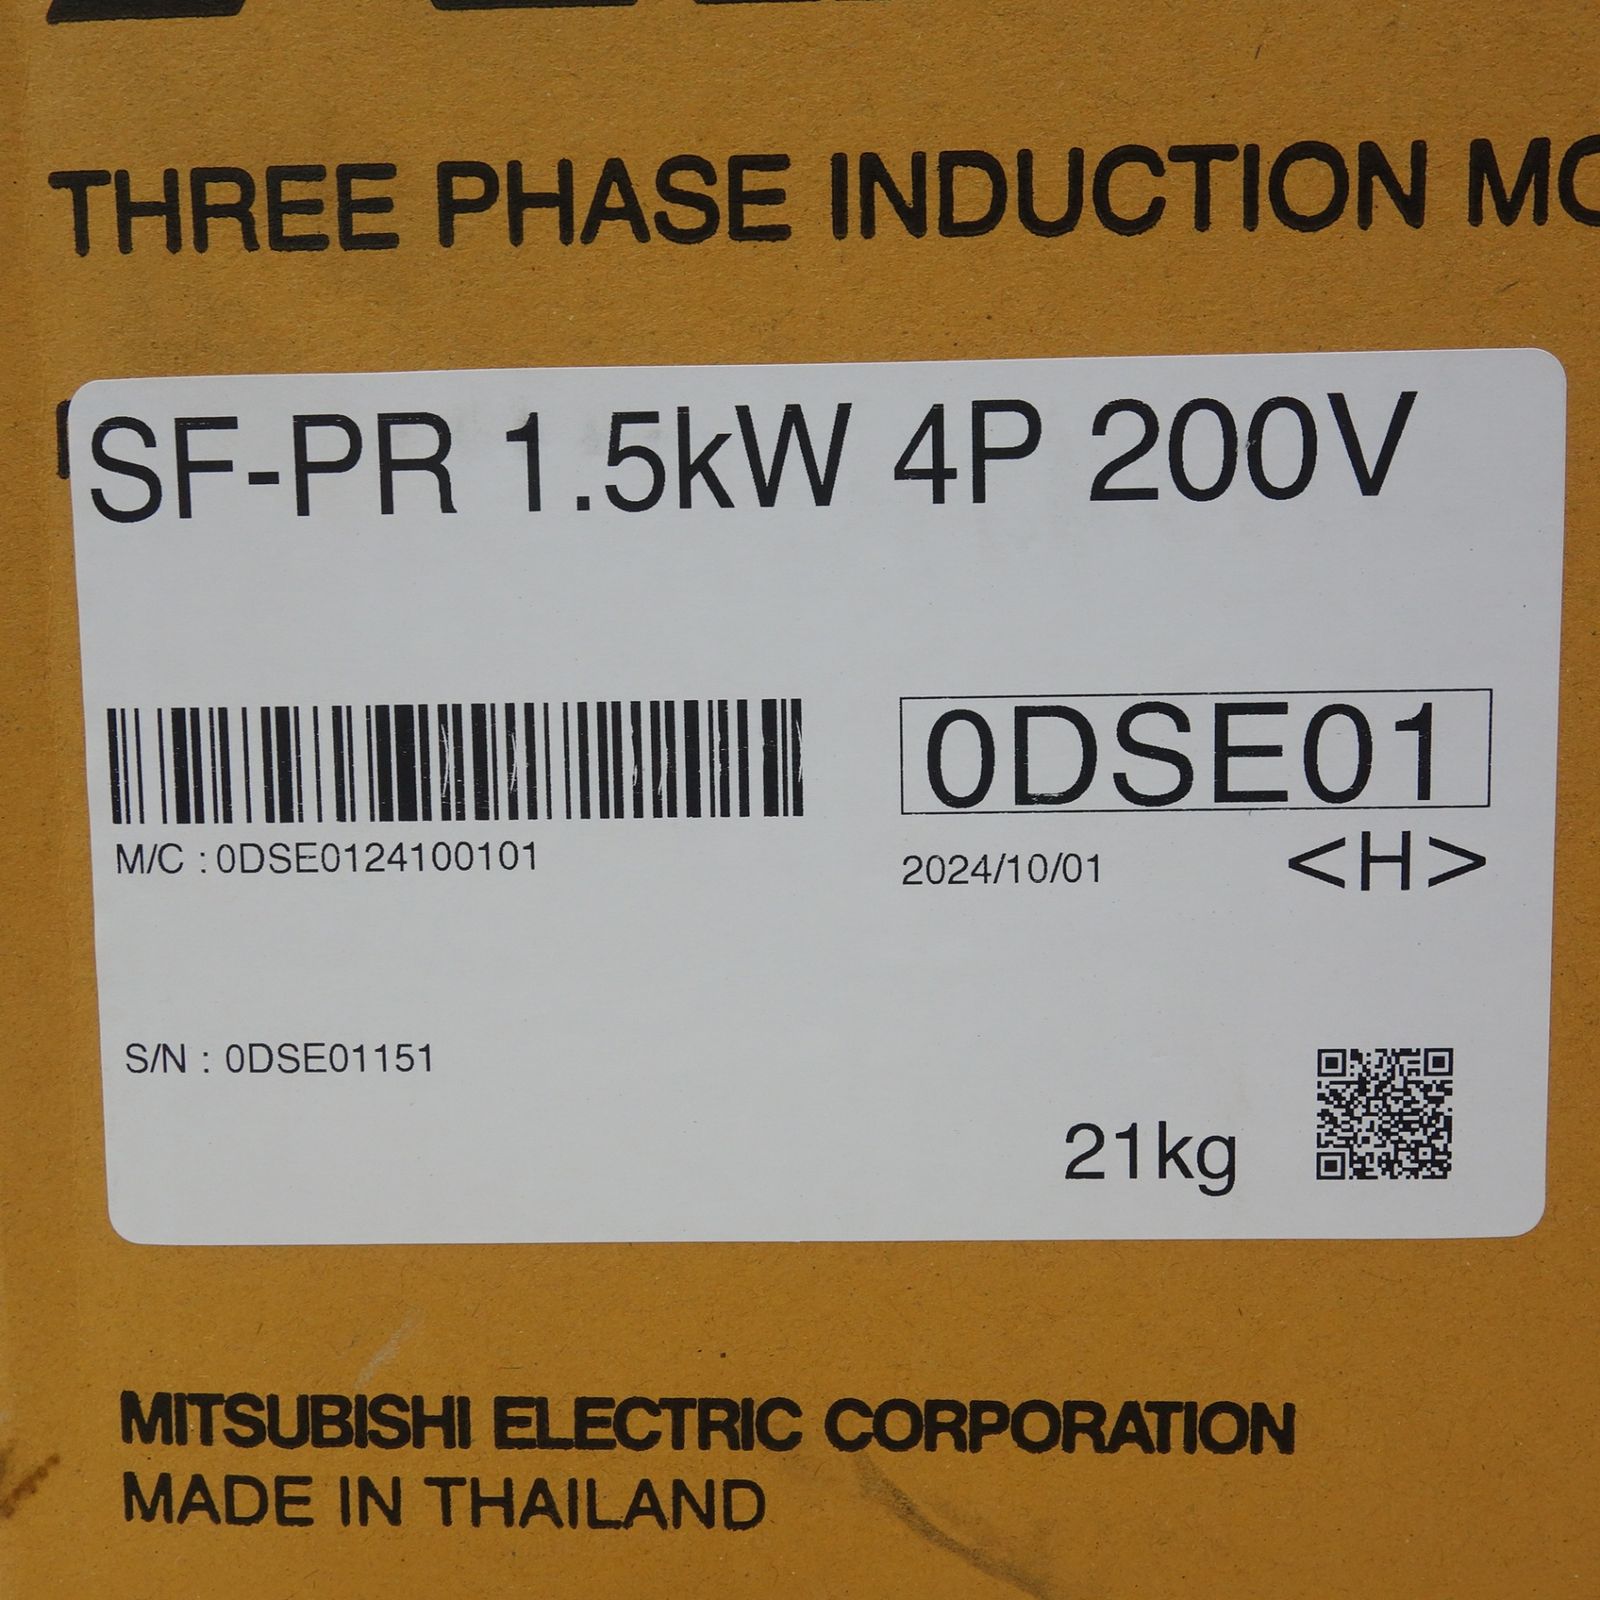 THREE PHASE INDUCTION MO
SF-PR 1.5kW 4P 200V
0DSE01
M/C : 0DSE0124100101
2024/10/01 <H>
S/N : 0DSE01151
21kg
MITSUBISHI ELECTRIC CORPORATION
MADE IN THAILAND